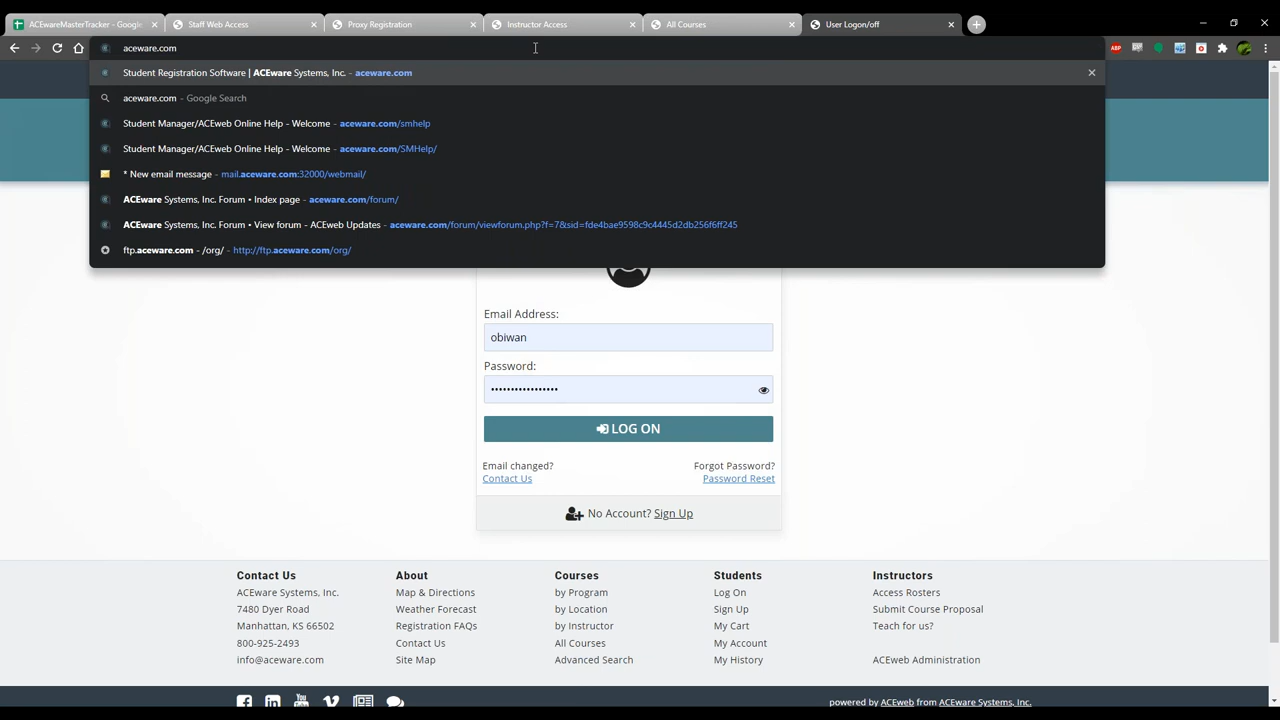 ACEwareMasterTracker - Google
Staff Web Access
Proxy Registration
Instructor Access
All Courses
User Logon/off
aceware.com
Student Registration Software | ACEware Systems, Inc. - aceware.com
aceware.com - Google Search
Student Manager/ACEweb Online Help - Welcome - aceware.com/smhelp
Student Manager/ACEweb Online Help - Welcome - aceware.com/SMHelp/
* New email message - mail.aceware.com:32000/webmail/
ACEware Systems, Inc. Forum • Index page - aceware.com/forum/
ACEware Systems, Inc. Forum • View forum - ACEweb Updates - aceware.com/forum/viewforum.php?f=7&sid=fde4bae9598c9c4445d2db256f6ff245
ftp.aceware.com - /org/ - http://ftp.aceware.com/org/
ABP
Email Address:
obiwan
Password:
•••••••••••••••••
LOG ON
Email changed?
Contact Us
Forgot Password?
Password Reset
No Account? Sign Up
Contact Us
ACEware Systems, Inc.
7480 Dyer Road
Manhattan, KS 66502
800-925-2493
info@aceware.com
About
Map & Directions
Weather Forecast
Registration FAQs
Contact Us
Site Map
Courses
by Program
by Location
by Instructor
All Courses
Advanced Search
Students
Log On
Sign Up
My Cart
My Account
My History
Instructors
Access Rosters
Submit Course Proposal
Teach for us?
ACEweb Administration
powered by ACEweb from ACEware Systems, Inc.